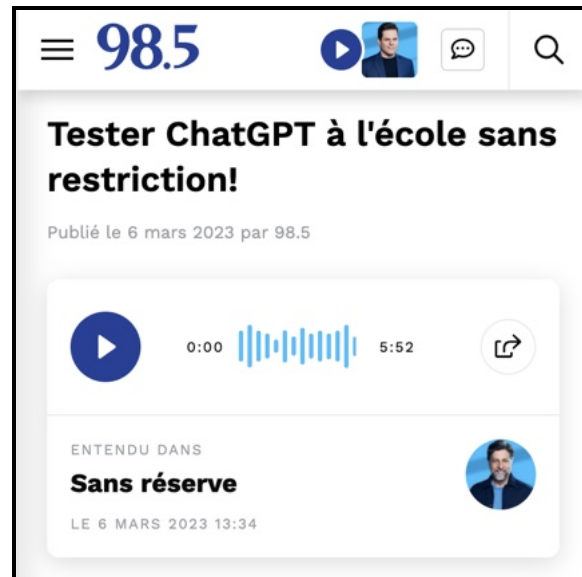 98.5
Tester ChatGPT à l'école sans
restriction!
Publié le 6 mars 2023 par 98.5
0:00 5:52
ENTENDU DANS
Sans réserve
LE 6 MARS 2023 13:34